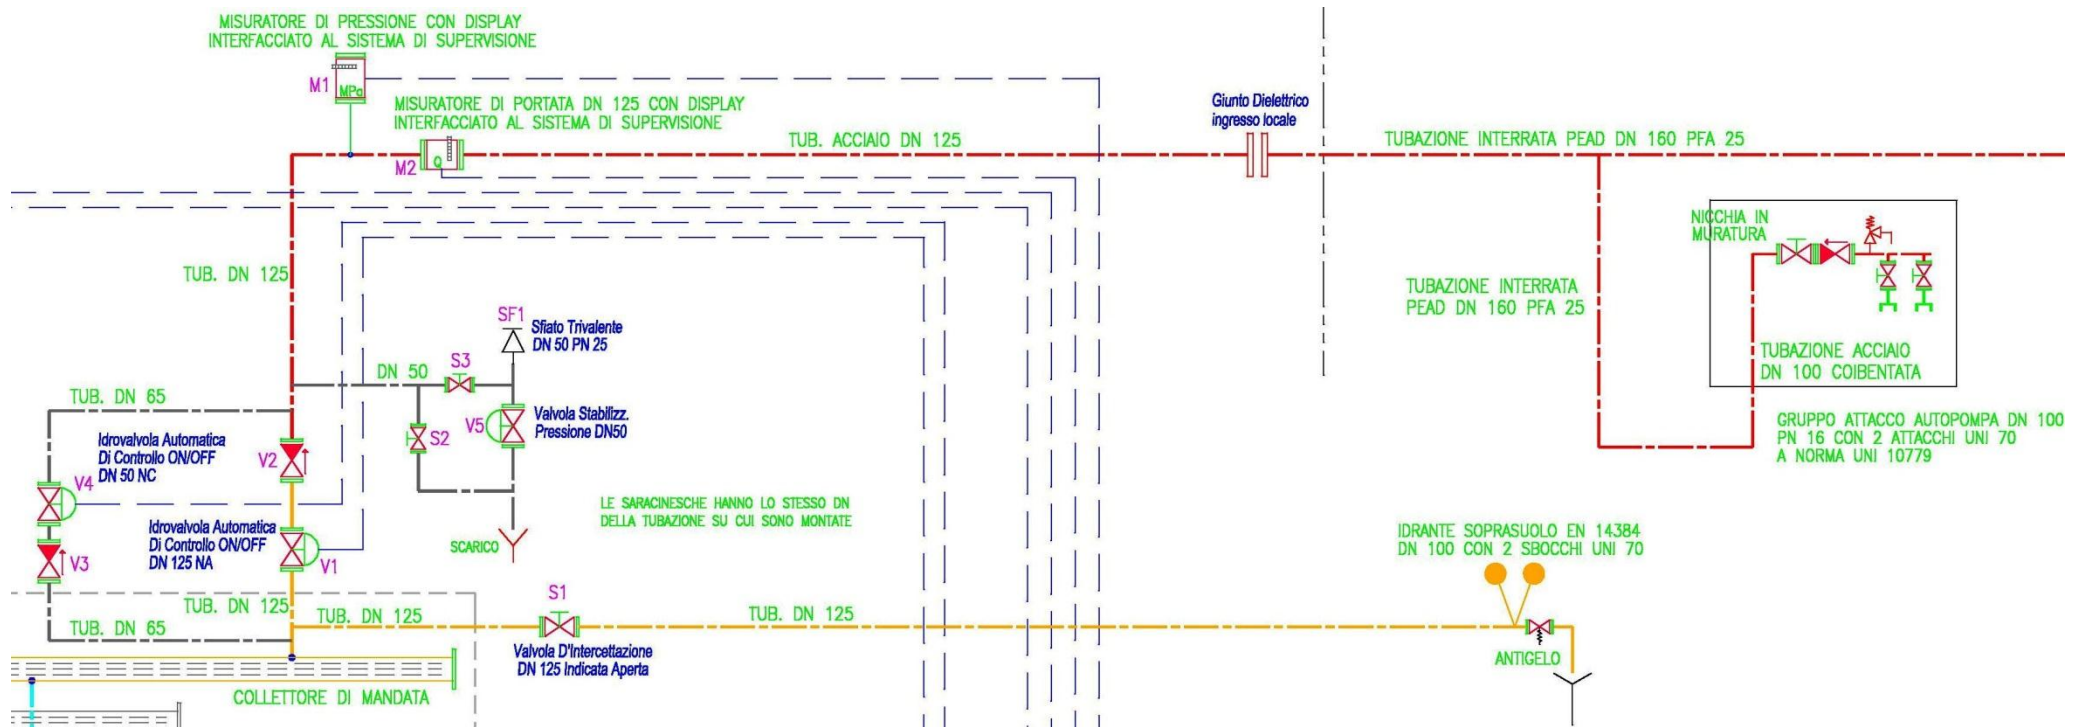 MISURATORE DI PRESSIONE CON DISPLAY
INTERFACCIATO AL SISTEMA DI SUPERVISIONE
M1
MPa
MISURATORE DI PORTATA DN 125 CON DISPLAY
INTERFACCIATO AL SISTEMA DI SUPERVISIONE
M2
Q
TUB. ACCIAIO DN 125
Giunto Dielettrico
ingresso locale
TUBAZIONE INTERRATA PEAD DN 160 PFA 25
NICCHIA IN
MURATURA
TUB. DN 125
TUBAZIONE INTERRATA
PEAD DN 160 PFA 25
SF1
Sfiato Trivalente
DN 50 PN 25
S3
DN 50
TUBAZIONE ACCIAIO
DN 100 COIBENTATA
TUB. DN 65
Idrovalvola Automatica
Di Controllo ON/OFF
DN 50 NC
V2
S2
V5
Valvola Stabilizz.
Pressione DN50
GRUPPO ATTACCO AUTOPOMPA DN 100
PN 16 CON 2 ATTACCHI UNI 70
A NORMA UNI 10779
V4
LE SARACINESCHE HANNO LO STESSO DN
DELLA TUBAZIONE SU CUI SONO MONTATE
Idrovalvola Automatica
Di Controllo ON/OFF
DN 125 NA
SCARICO
IDRANTE SOPRASUOLO EN 14384
DN 100 CON 2 SBOCCHI UNI 70
V3
V1
S1
TUB. DN 125
TUB. DN 125
TUB. DN 125
TUB. DN 65
Valvola D'Intercettazione
DN 125 Indicata Aperta
ANTIGELO
COLLETTORE DI MANDATA